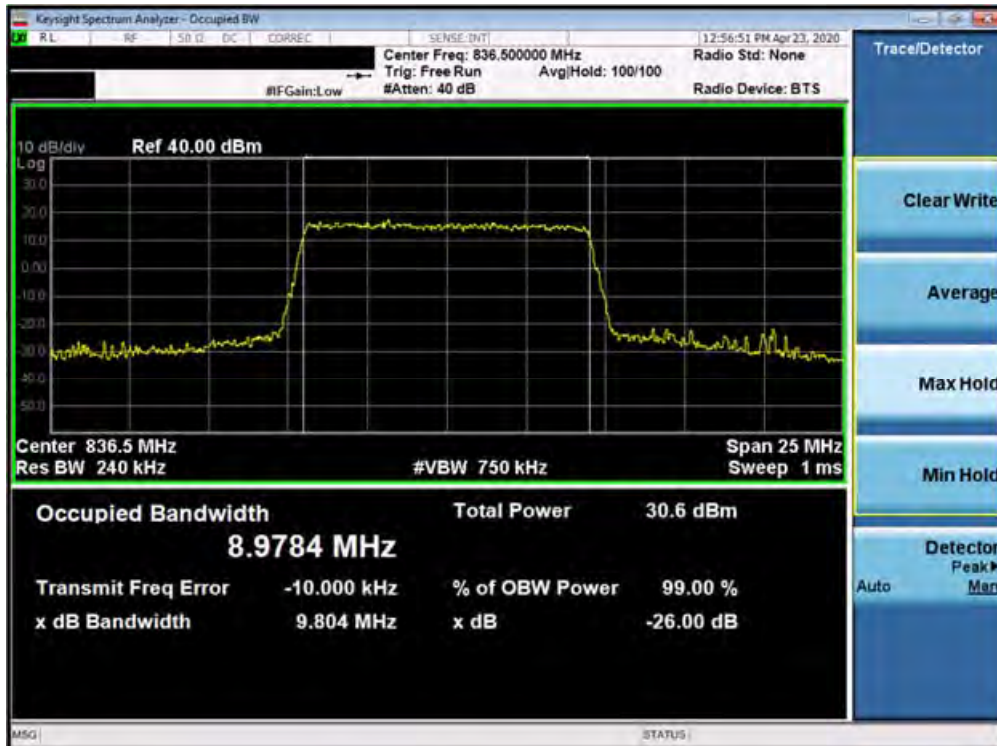 Keysight Spectrum Analyzer - Occupied BW
RL RF 50 Ω DC CORREC SENSE:INT 12:56:51 PM Apr 23, 2020
Center Freq: 836.500000 MHz Radio Std: None
Trig: Free Run Avg|Hold: 100/100
#IFGain:Low #Atten: 40 dB Radio Device: BTS
Trace/Detector
10 dB/div Ref 40.00 dBm
Log
30.0
20.0
10.0
0.00
-10.0
-20.0
-30.0
-40.0
-50.0
Center 836.5 MHz Span 25 MHz
Res BW 240 kHz #VBW 750 kHz Sweep 1 ms
Clear Write
Average
Max Hold
Min Hold
Detector
Peak▶
Auto Man
Occupied Bandwidth Total Power 30.6 dBm
8.9784 MHz
Transmit Freq Error -10.000 kHz % of OBW Power 99.00 %
x dB Bandwidth 9.804 MHz x dB -26.00 dB
MSG STATUS